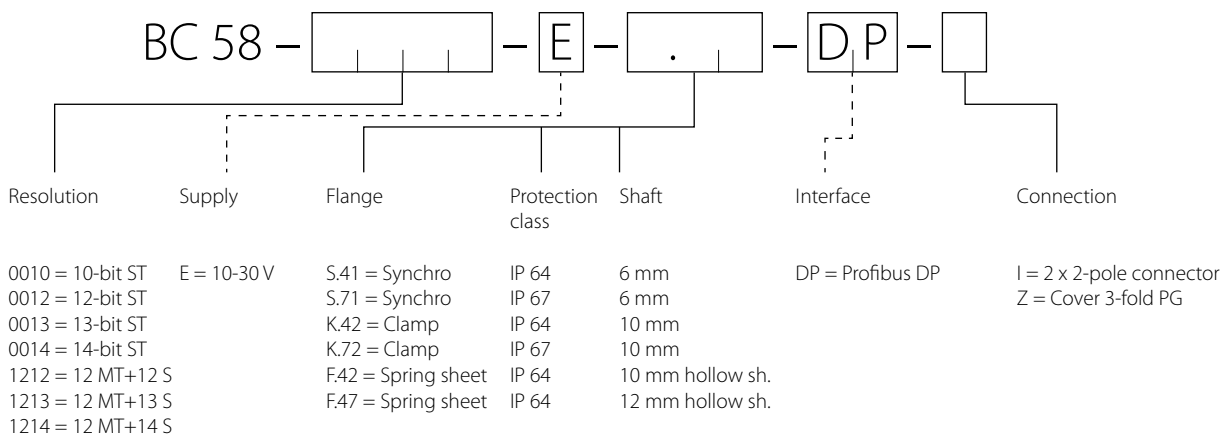 BC 58 – – E – . – DP –
Resolution Supply Flange Protection class Shaft Interface Connection
0010 = 10-bit ST E = 10-30 V S.41 = Synchro IP 64 6 mm DP = Profibus DP I = 2 x 2-pole connector
0012 = 12-bit ST S.71 = Synchro IP 67 6 mm Z = Cover 3-fold PG
0013 = 13-bit ST K.42 = Clamp IP 64 10 mm
0014 = 14-bit ST K.72 = Clamp IP 67 10 mm
1212 = 12 MT+12 S F.42 = Spring sheet IP 64 10 mm hollow sh.
1213 = 12 MT+13 S F.47 = Spring sheet IP 64 12 mm hollow sh.
1214 = 12 MT+14 S